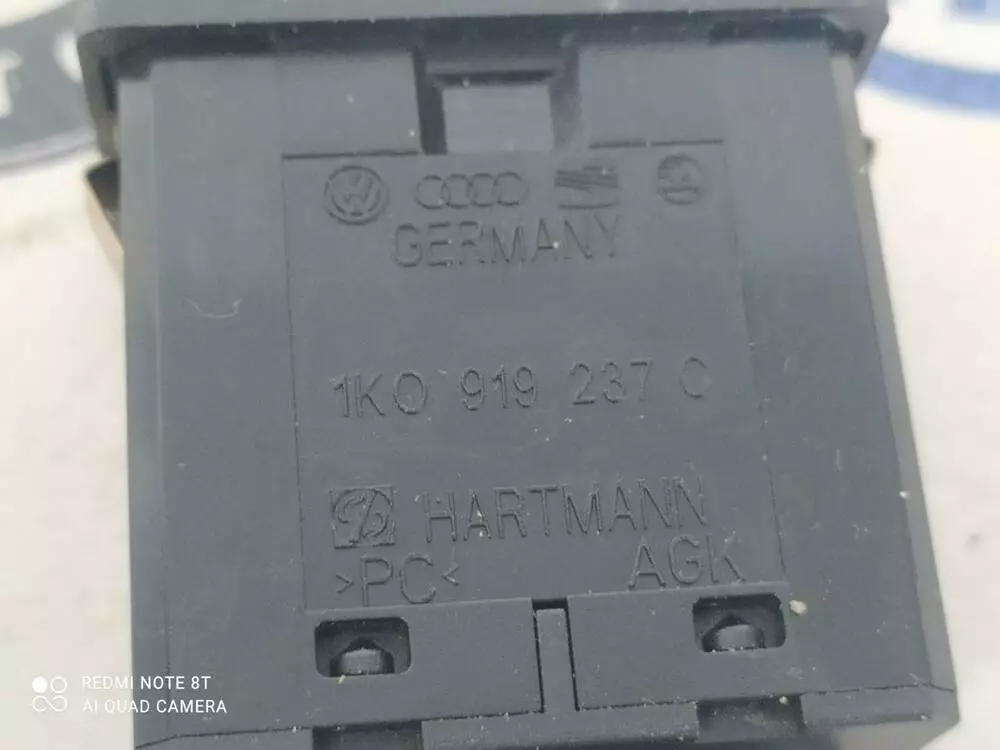 GERMANY
1K0 919 237 C
HARTMANN
>PC< AGK
REDMI NOTE 8T
AI QUAD CAMERA